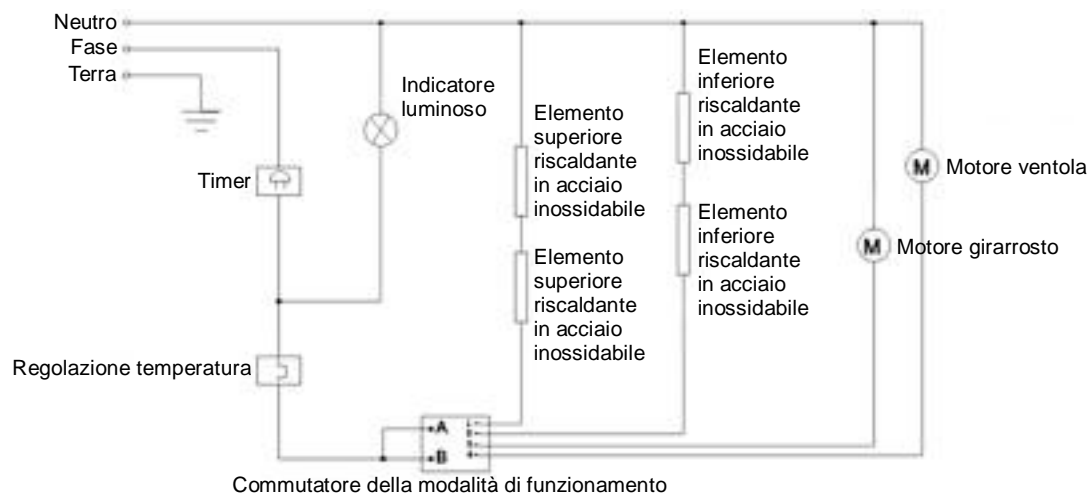 Neutro
Fase
Terra
Indicatore
luminoso
Timer
Regolazione temperatura
Elemento
superiore
riscaldante
in acciaio
inossidabile
Elemento
superiore
riscaldante
in acciaio
inossidabile
Elemento
inferiore
riscaldante
in acciaio
inossidabile
Elemento
inferiore
riscaldante
in acciaio
inossidabile
M
Motore ventola
M
Motore girarrosto
A
B
Commutatore della modalità di funzionamento